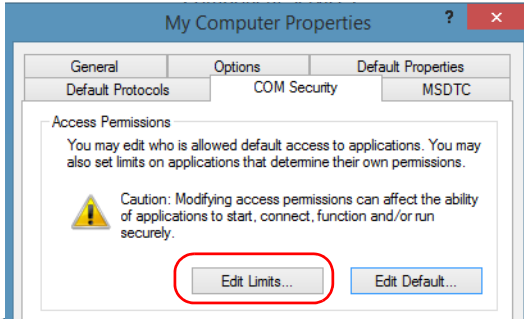 My Computer Properties
? ×
General Options Default Properties
Default Protocols COM Security MSDTC
Access Permissions
You may edit who is allowed default access to applications. You may
also set limits on applications that determine their own permissions.
Caution: Modifying access permissions can affect the ability
of applications to start, connect, function and/or run
securely.
Edit Limits... Edit Default...